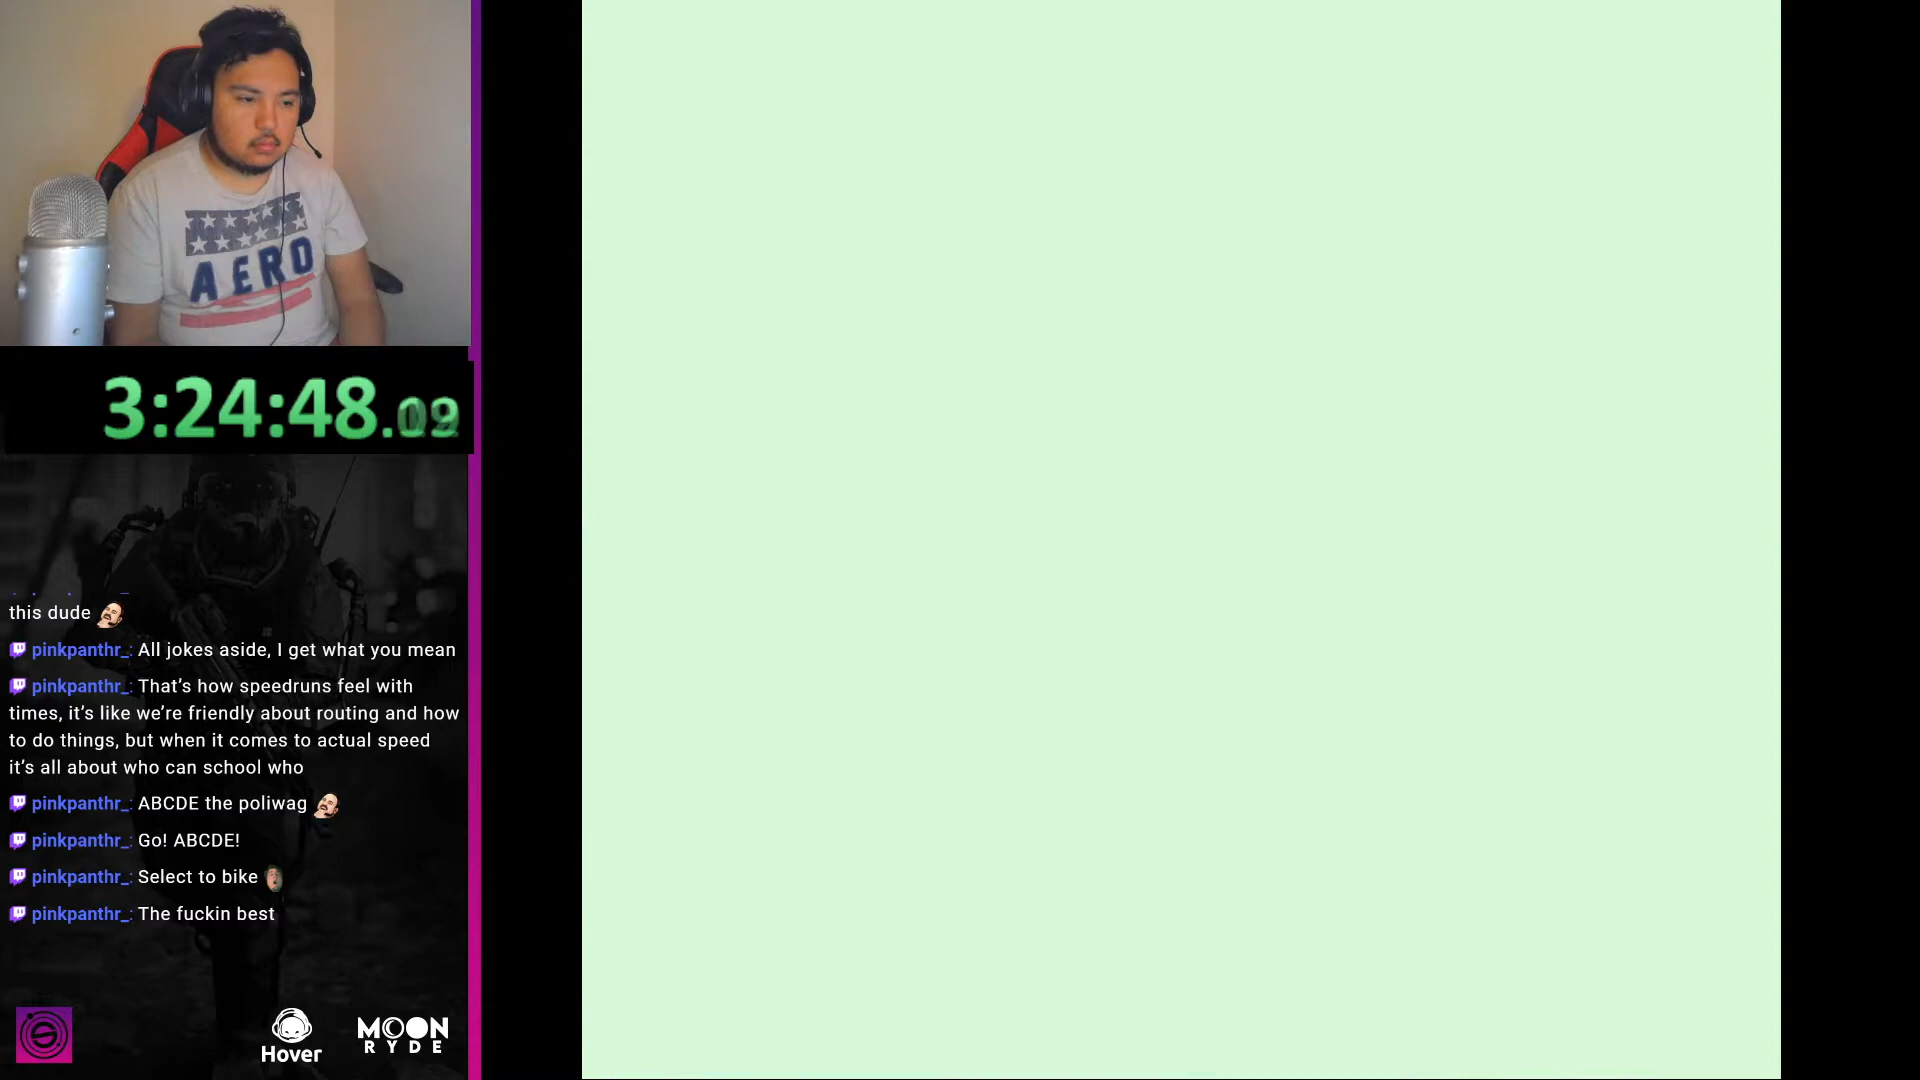 AERO
3:24:48.09
this dude
pinkpanthr_: All jokes aside, I get what you mean
pinkpanthr_: That's how speedruns feel with
times, it's like we're friendly about routing and how
to do things, but when it comes to actual speed
it's all about who can school who
pinkpanthr_: ABCDE the poliwag
pinkpanthr_: Go! ABCDE!
pinkpanthr_: Select to bike
pinkpanthr_: The fuckin best
Hover
MOON
RYDE